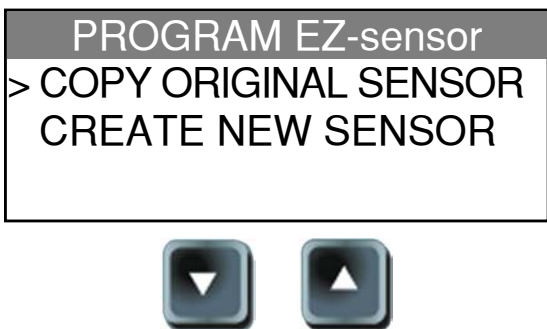 PROGRAM EZ-sensor
> COPY ORIGINAL SENSOR
CREATE NEW SENSOR